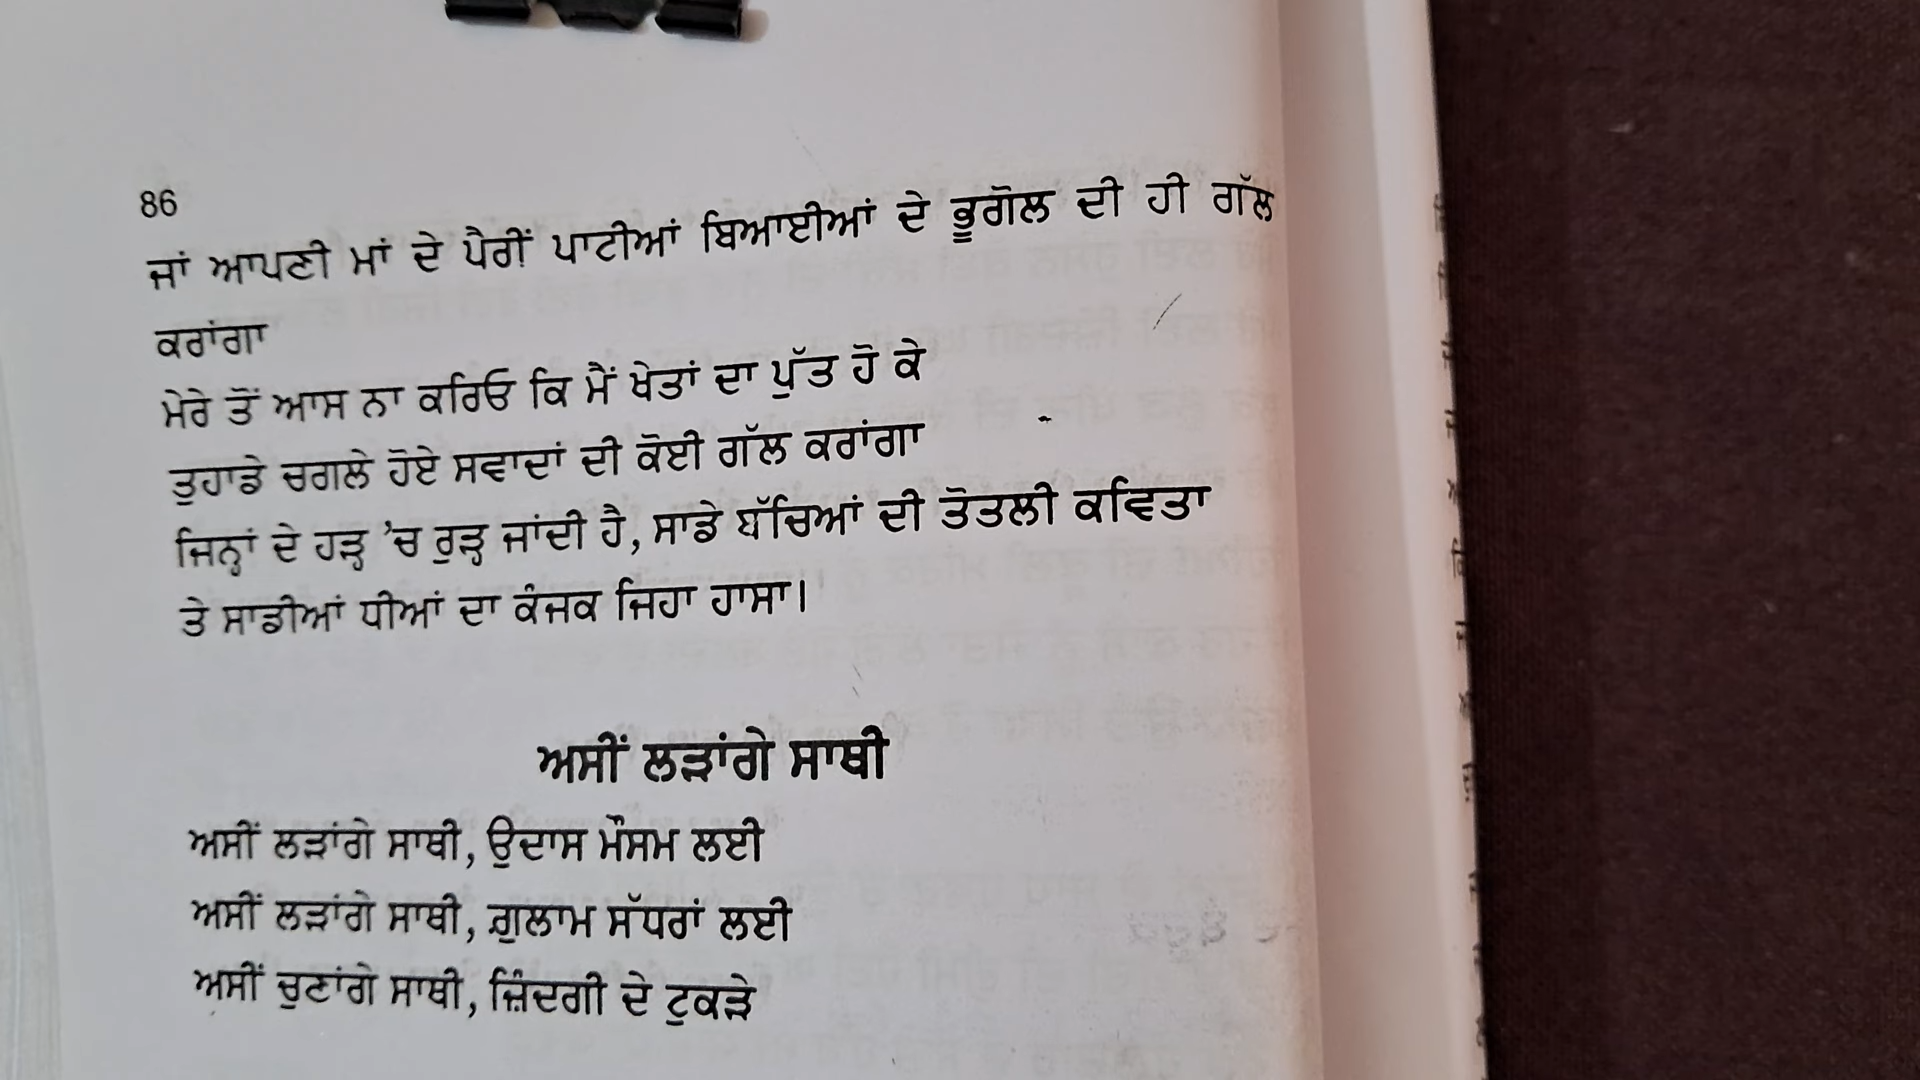 86
ਜਾਂ ਆਪਣੀ ਮਾਂ ਦੇ ਪੈਰੀਂ ਪਾਟੀਆਂ ਬਿਆਈਆਂ ਦੇ ਭੂਗੋਲ ਦੀ ਹੀ ਗੱਲ
ਕਰਾਂਗਾ
ਮੇਰੇ ਤੋਂ ਆਸ ਨਾ ਕਰਿਓ ਕਿ ਮੈਂ ਖੇਤਾਂ ਦਾ ਪੁੱਤ ਹੋ ਕੇ
ਤੁਹਾਡੇ ਚਗਲੇ ਹੋਏ ਸਵਾਦਾਂ ਦੀ ਕੋਈ ਗੱਲ ਕਰਾਂਗਾ
ਜਿਨ੍ਹਾਂ ਦੇ ਹੜ੍ਹ 'ਚ ਰੁੜ੍ਹ ਜਾਂਦੀ ਹੈ, ਸਾਡੇ ਬੱਚਿਆਂ ਦੀ ਤੋਤਲੀ ਕਵਿਤਾ
ਤੇ ਸਾਡੀਆਂ ਧੀਆਂ ਦਾ ਕੰਜਕ ਜਿਹਾ ਹਾਸਾ।
ਅਸੀਂ ਲੜਾਂਗੇ ਸਾਥੀ
ਅਸੀਂ ਲੜਾਂਗੇ ਸਾਥੀ, ਉਦਾਸ ਮੌਸਮ ਲਈ
ਅਸੀਂ ਲੜਾਂਗੇ ਸਾਥੀ, ਗ਼ੁਲਾਮ ਸੱਧਰਾਂ ਲਈ
ਅਸੀਂ ਚੁਣਾਂਗੇ ਸਾਥੀ, ਜ਼ਿੰਦਗੀ ਦੇ ਟੁਕੜੇ